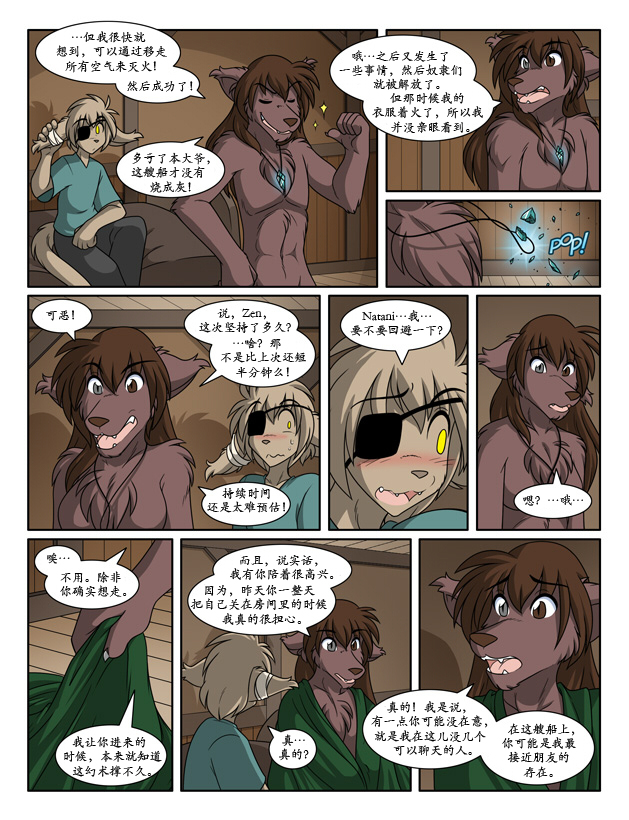 …但我很快就
想到，可以通过移走
所有空气来灭火！
然后成功了！
多亏了本大爷，
这艘船才没有
烧成灰！
哦…之后又发生了
一些事情，然后奴隶们
就被解放了。
但那时候我的
衣服着火了，所以我
并没亲眼看到。
pop!
可恶！
说，Zen，
这次坚持了多久？
…啥？那
不是比上次还短
半分钟么！
持续时间
还是太难预估！
Natani…我…
要不要回避一下？
嗯？…哦…
唉…
不用。除非
你确实想走。
我让你进来的
时候，本来就知道
这幻术撑不久。
而且，说实话，
我有你陪着很高兴。
因为，昨天你一整天
把自己关在房间里的时候
我真的很担心。
真…
真的？
真的！我是说，
有一点你可能没在意，
就是我在这儿没几个
可以聊天的人。
在这艘船上，
你可能是我最
接近朋友的
存在。